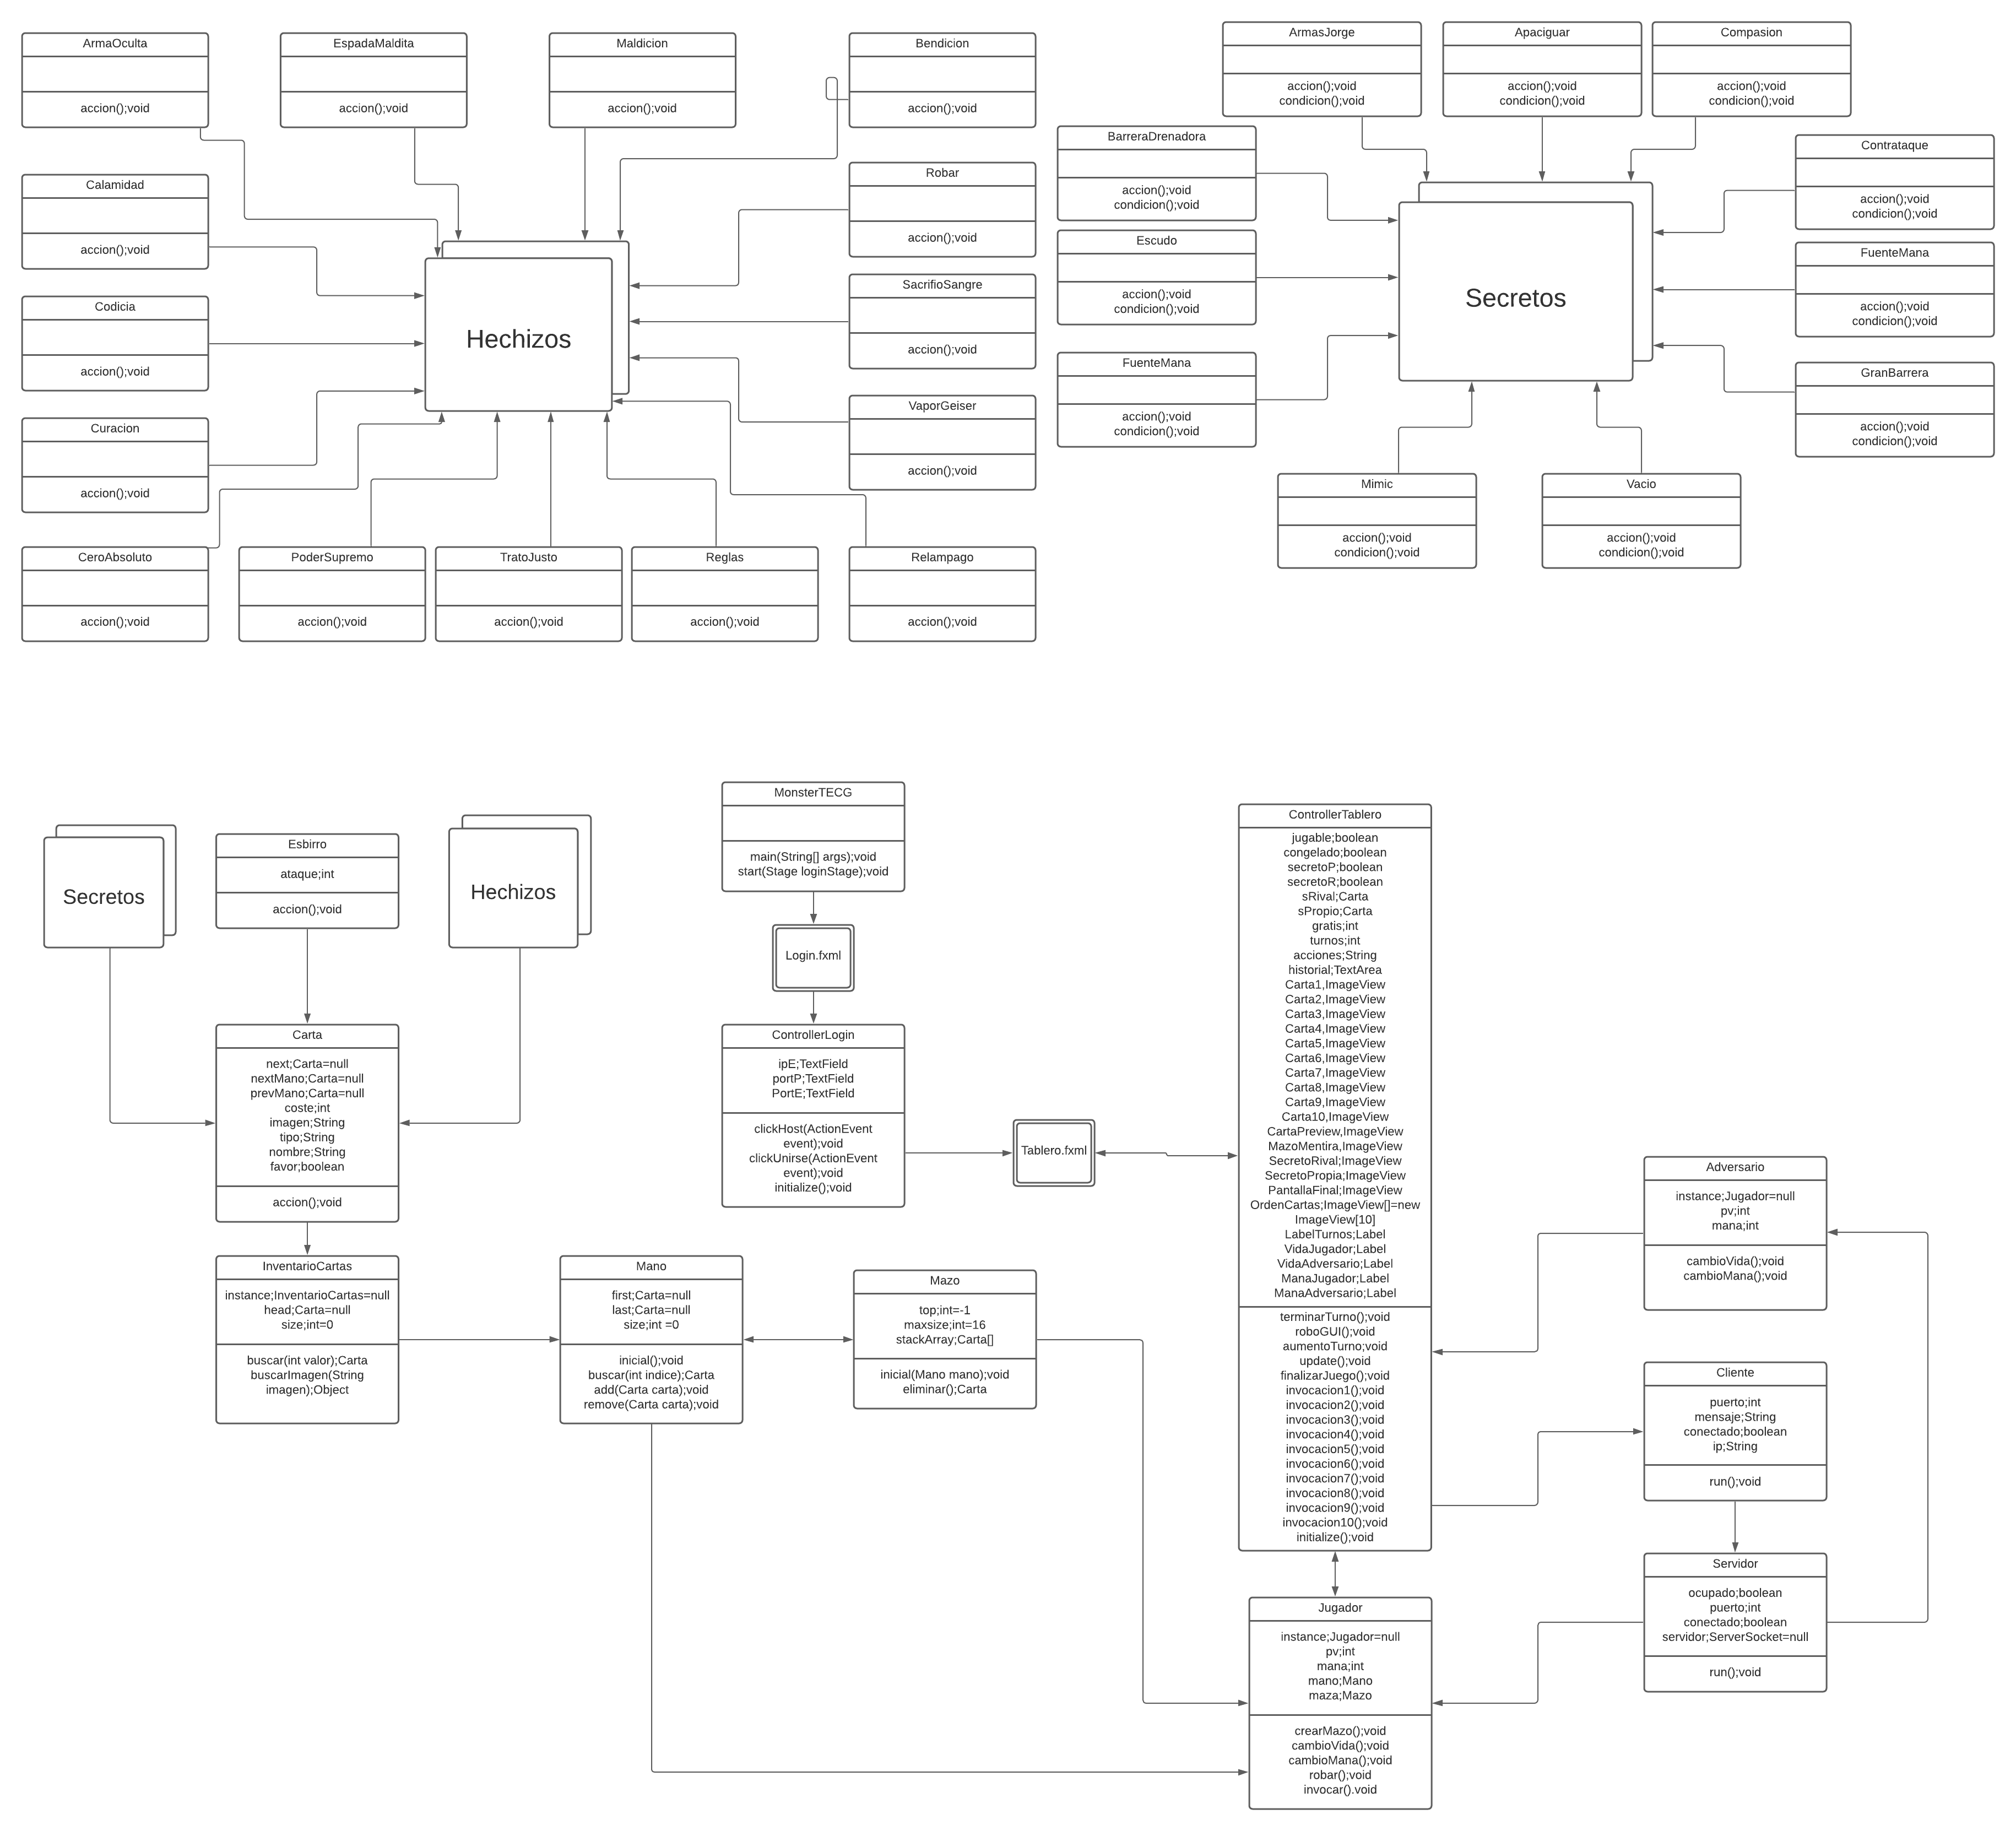 ArmaOculta
accion();void
EspadaMaldita
accion();void
Maldicion
accion();void
Bendicion
accion();void
Calamidad
accion();void
Robar
accion();void
Codicia
accion();void
SacrifioSangre
accion();void
Hechizos
Curacion
accion();void
VaporGeiser
accion();void
CeroAbsoluto
accion();void
PoderSupremo
accion();void
TratoJusto
accion();void
Reglas
accion();void
Relampago
accion();void
ArmasJorge
accion();void
condicion();void
Apaciguar
accion();void
condicion();void
Compasion
accion();void
condicion();void
BarreraDrenadora
accion();void
condicion();void
Contrataque
accion();void
condicion();void
Escudo
accion();void
condicion();void
Secretos
FuenteMana
accion();void
condicion();void
FuenteMana
accion();void
condicion();void
GranBarrera
accion();void
condicion();void
Mimic
accion();void
condicion();void
Vacio
accion();void
condicion();void
Secretos
Esbirro
ataque;int
accion();void
Hechizos
Carta
next;Carta=null
nextMano;Carta=null
prevMano;Carta=null
coste;int
imagen;String
tipo;String
nombre;String
favor;boolean
accion();void
InventarioCartas
instance;InventarioCartas=null
head;Carta=null
size;int=0
buscar(int valor);Carta
buscarImagen(String
imagen);Object
MonsterTECG
main(String[] args);void
start(Stage loginStage);void
Login.fxml
ControllerLogin
ipE;TextField
portP;TextField
PortE;TextField
clickHost(ActionEvent
event);void
clickUnirse(ActionEvent
event);void
initialize();void
Tablero.fxml
Mano
first;Carta=null
last;Carta=null
size;int =0
inicial();void
buscar(int indice);Carta
add(Carta carta);void
remove(Carta carta);void
Mazo
top;int=-1
maxsize;int=16
stackArray;Carta[]
inicial(Mano mano);void
eliminar();Carta
ControllerTablero
jugable;boolean
congelado;boolean
secretoP;boolean
secretoR;boolean
sRival;Carta
sPropio;Carta
gratis;int
turnos;int
acciones;String
historial;TextArea
Carta1,ImageView
Carta2,ImageView
Carta3,ImageView
Carta4,ImageView
Carta5,ImageView
Carta6,ImageView
Carta7,ImageView
Carta8,ImageView
Carta9,ImageView
Carta10,ImageView
CartaPreview,ImageView
MazoMentira,ImageView
SecretoRival;ImageView
SecretoPropia;ImageView
PantallaFinal;ImageView
OrdenCartas;ImageView[]=new
ImageView[10]
LabelTurnos;Label
VidaJugador;Label
VidaAdversario;Label
ManaJugador;Label
ManaAdversario;Label
terminarTurno();void
roboGUI();void
aumentoTurno;void
update();void
finalizarJuego();void
invocacion1();void
invocacion2();void
invocacion3();void
invocacion4();void
invocacion5();void
invocacion6();void
invocacion7();void
invocacion8();void
invocacion9();void
invocacion10();void
initialize();void
Adversario
instance;Jugador=null
pv;int
mana;int
cambioVida();void
cambioMana();void
Cliente
puerto;int
mensaje;String
conectado;boolean
ip;String
run();void
Servidor
ocupado;boolean
puerto;int
conectado;boolean
servidor;ServerSocket=null
run();void
Jugador
instance;Jugador=null
pv;int
mana;int
mano;Mano
maza;Mazo
crearMazo();void
cambioVida();void
cambioMana();void
robar();void
invocar().void